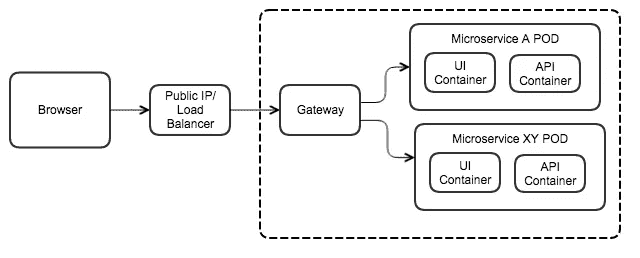 Browser
Public IP/
Load
Balancer
Gateway
Microservice A POD
UI
Container
API
Container
Microservice XY POD
UI
Container
API
Container